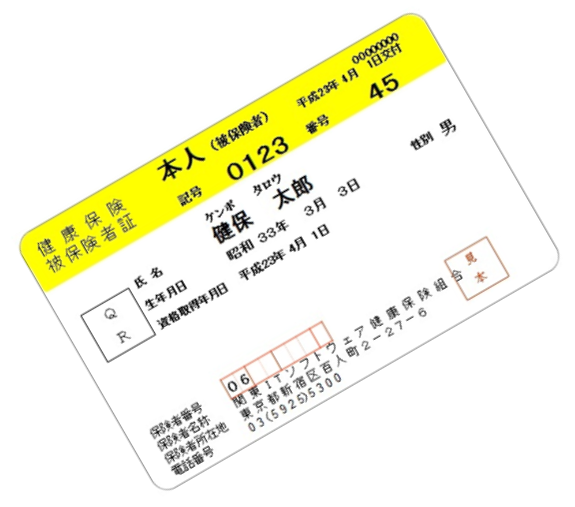 00000000
健康保険
被保険者証
本人(被保険者)
平成23年 4月 1日交付
記号 0123 番号 45
ケンポ タロウ
氏名 健保 太郎 性別 男
生年月日 昭和 33年 3月 3日
資格取得年月日 平成23年 4月 1日
QR
保険者番号 06
保険者名称 関東ITソフトウェア健康保険組合
保険者所在地 東京都新宿区百人町2-27-6
電話番号 03(5925)5300
見本